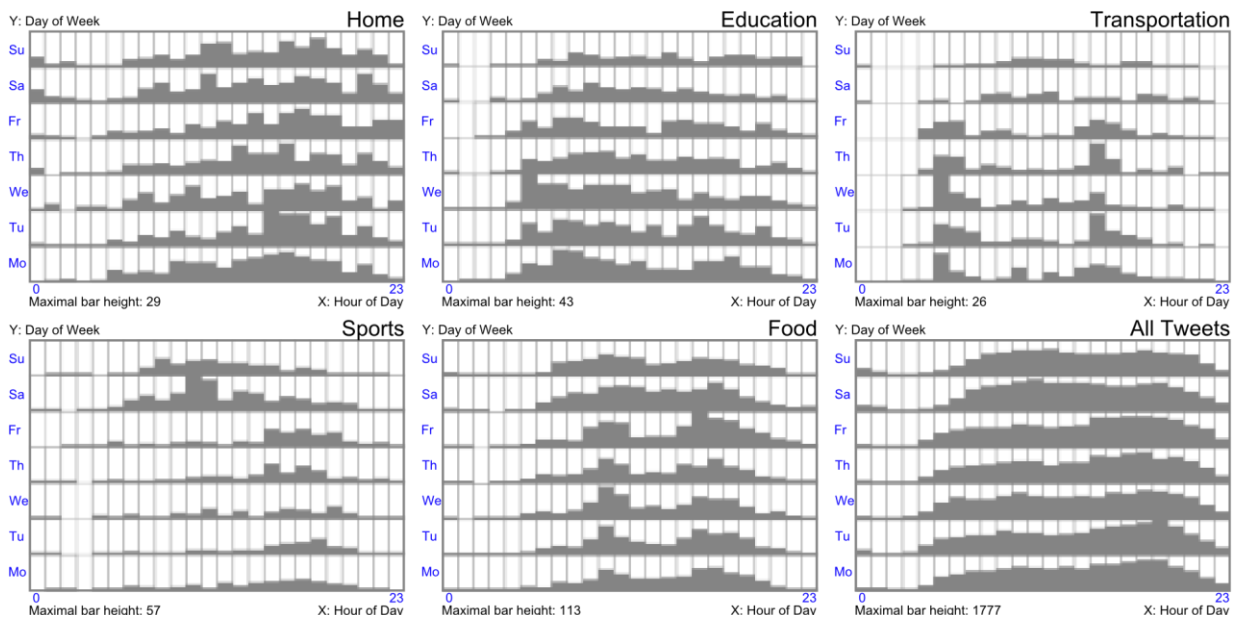 Y: Day of Week Home
Su
Sa
Fr
Th
We
Tu
Mo
0 23
Maximal bar height: 29 X: Hour of Day
Y: Day of Week Education
Su
Sa
Fr
Th
We
Tu
Mo
0 23
Maximal bar height: 43 X: Hour of Day
Y: Day of Week Transportation
Su
Sa
Fr
Th
We
Tu
Mo
0 23
Maximal bar height: 26 X: Hour of Day
Y: Day of Week Sports
Su
Sa
Fr
Th
We
Tu
Mo
0 23
Maximal bar height: 57 X: Hour of Day
Y: Day of Week Food
Su
Sa
Fr
Th
We
Tu
Mo
0 23
Maximal bar height: 113 X: Hour of Day
Y: Day of Week All Tweets
Su
Sa
Fr
Th
We
Tu
Mo
0 23
Maximal bar height: 1777 X: Hour of Day